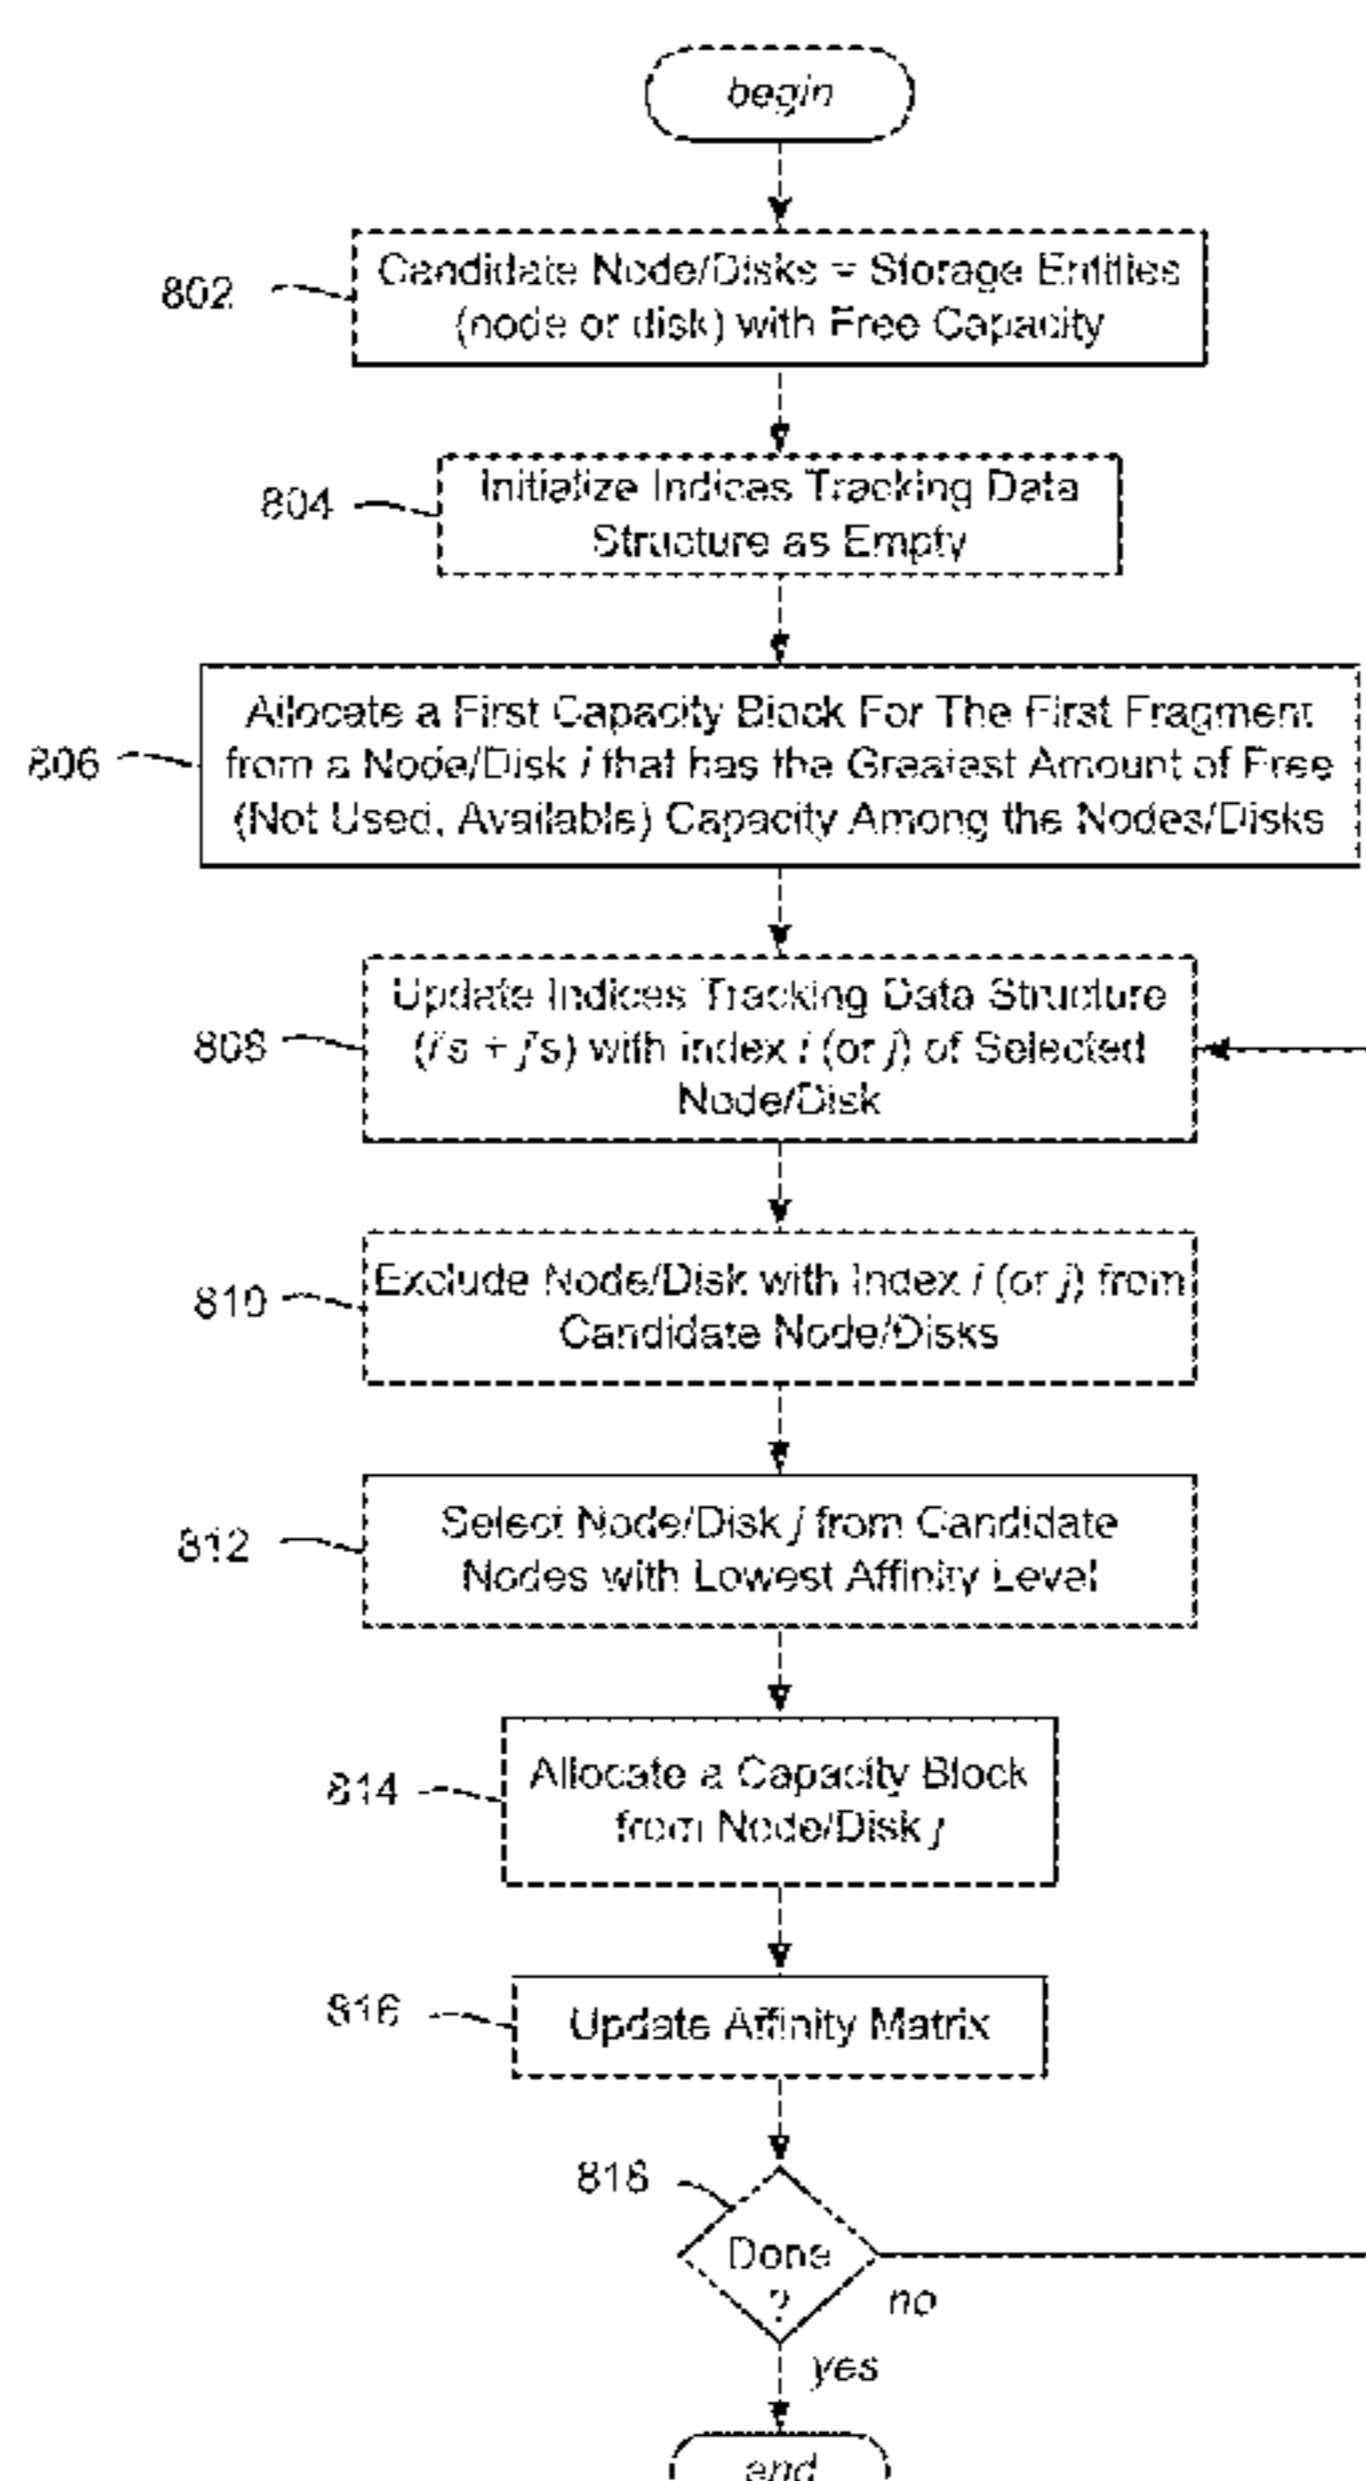 begin
802
Candidate Node/Disks = Storage Entities
(node or disk) with Free Capacity
804
Initialize Indices Tracking Data
Structure as Empty
806
Allocate a First Capacity Block For The First Fragment
from a Node/Disk i that has the Greatest Amount of Free
(Not Used, Available) Capacity Among the Nodes/Disks
808
Update Indices Tracking Data Structure
(i's + j's) with index i (or j) of Selected
Node/Disk
810
Exclude Node/Disk with Index i (or j) from
Candidate Node/Disks
812
Select Node/Disk j from Candidate
Nodes with Lowest Affinity Level
814
Allocate a Capacity Block
from Node/Disk j
816
Update Affinity Matrix
818
Done
?
no
yes
end